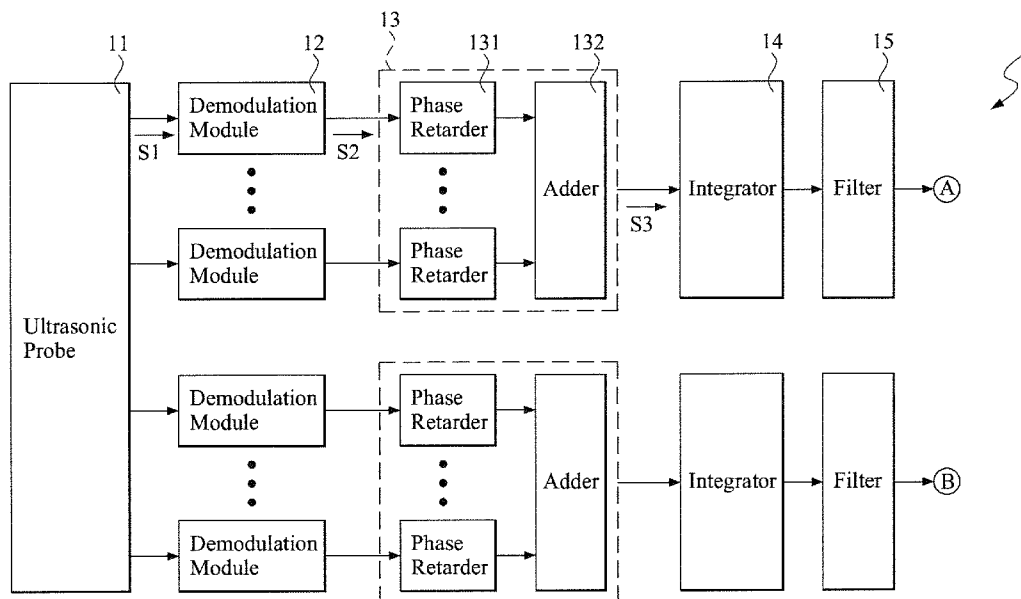 11
12
13
131
132
14
15
Demodulation
Module
Phase
Retarder
S1
S2
Adder
Integrator
Filter
A
S3
Demodulation
Module
Phase
Retarder
Ultrasonic
Probe
Demodulation
Module
Phase
Retarder
Adder
Integrator
Filter
B
Demodulation
Module
Phase
Retarder